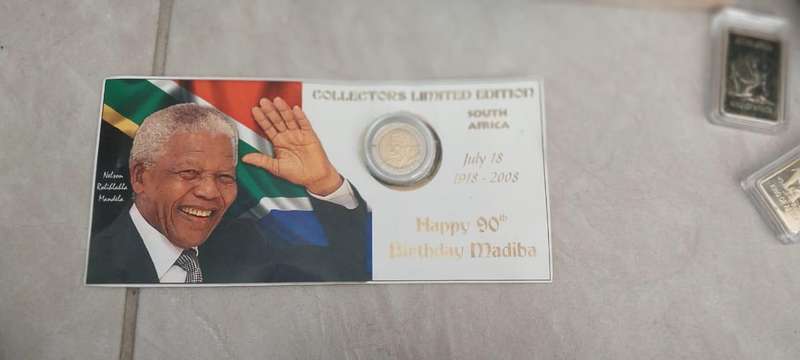 COLLECTORS LIMITED EDITION
SOUTH
AFRICA
July 18
1918 - 2008
Happy 90th
Birthday Madiba
Nelson
Rolihlahla
Mandela